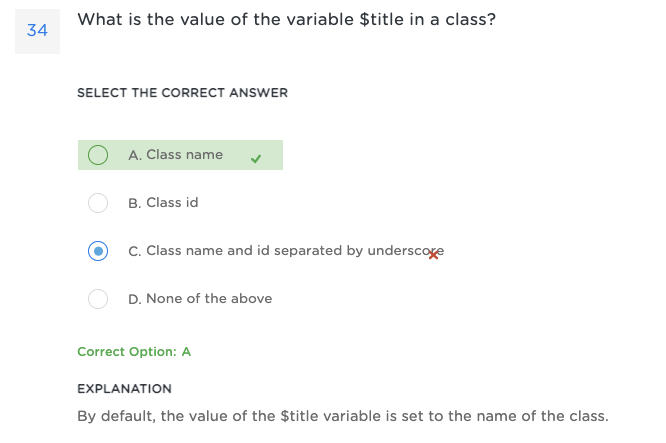 34
What is the value of the variable $title in a class?
SELECT THE CORRECT ANSWER
A. Class name
B. Class id
C. Class name and id separated by underscore
D. None of the above
Correct Option: A
EXPLANATION
By default, the value of the $title variable is set to the name of the class.